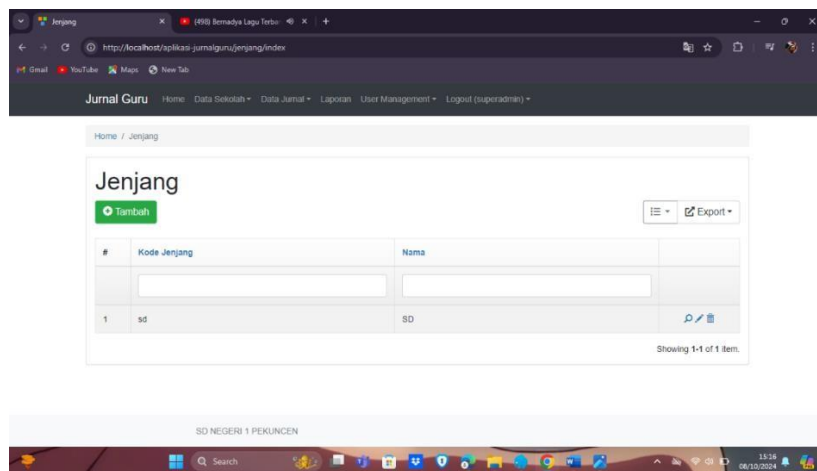 Jenjang
(498) Bernadya Lagu Terba
http://localhost/aplikasi-jurnalguru/jenjang/index
Gmail YouTube Maps New Tab
Jurnal Guru Home Data Sekolah Data Jurnal Laporan User Management Logout (superadmin)
Home / Jenjang
Jenjang
Tambah
Export
# Kode Jenjang Nama
1 sd SD
Showing 1-1 of 1 item.
SD NEGERI 1 PEKUNCEN
Search
15:16
08/10/2024